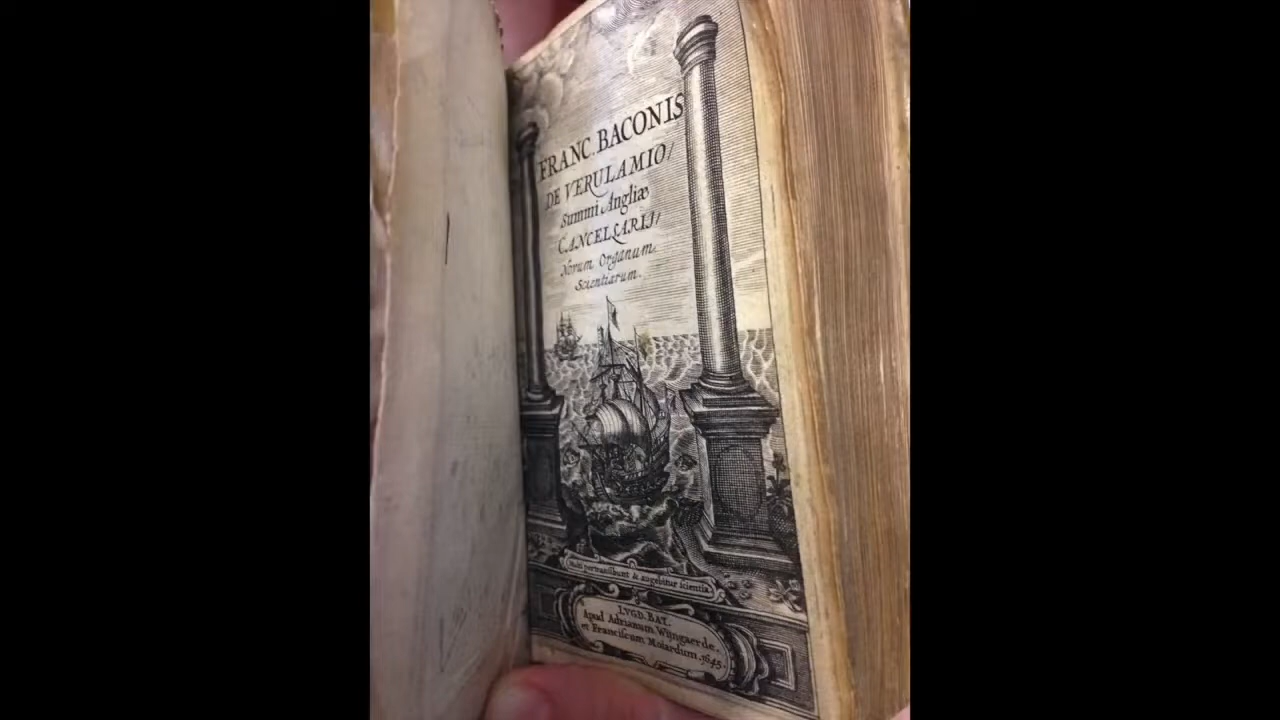 FRANC. BACONIS
DE VERULAMIO/
Summi Angliæ
CANCELLARIJ/
Novum Organum
Scientiarum.
Multi pertransibunt & augebitur scientia.
LVGD. BAT.
Apud Adrianum Wijngaerde.
et Franciscum Moiardum. 1645.